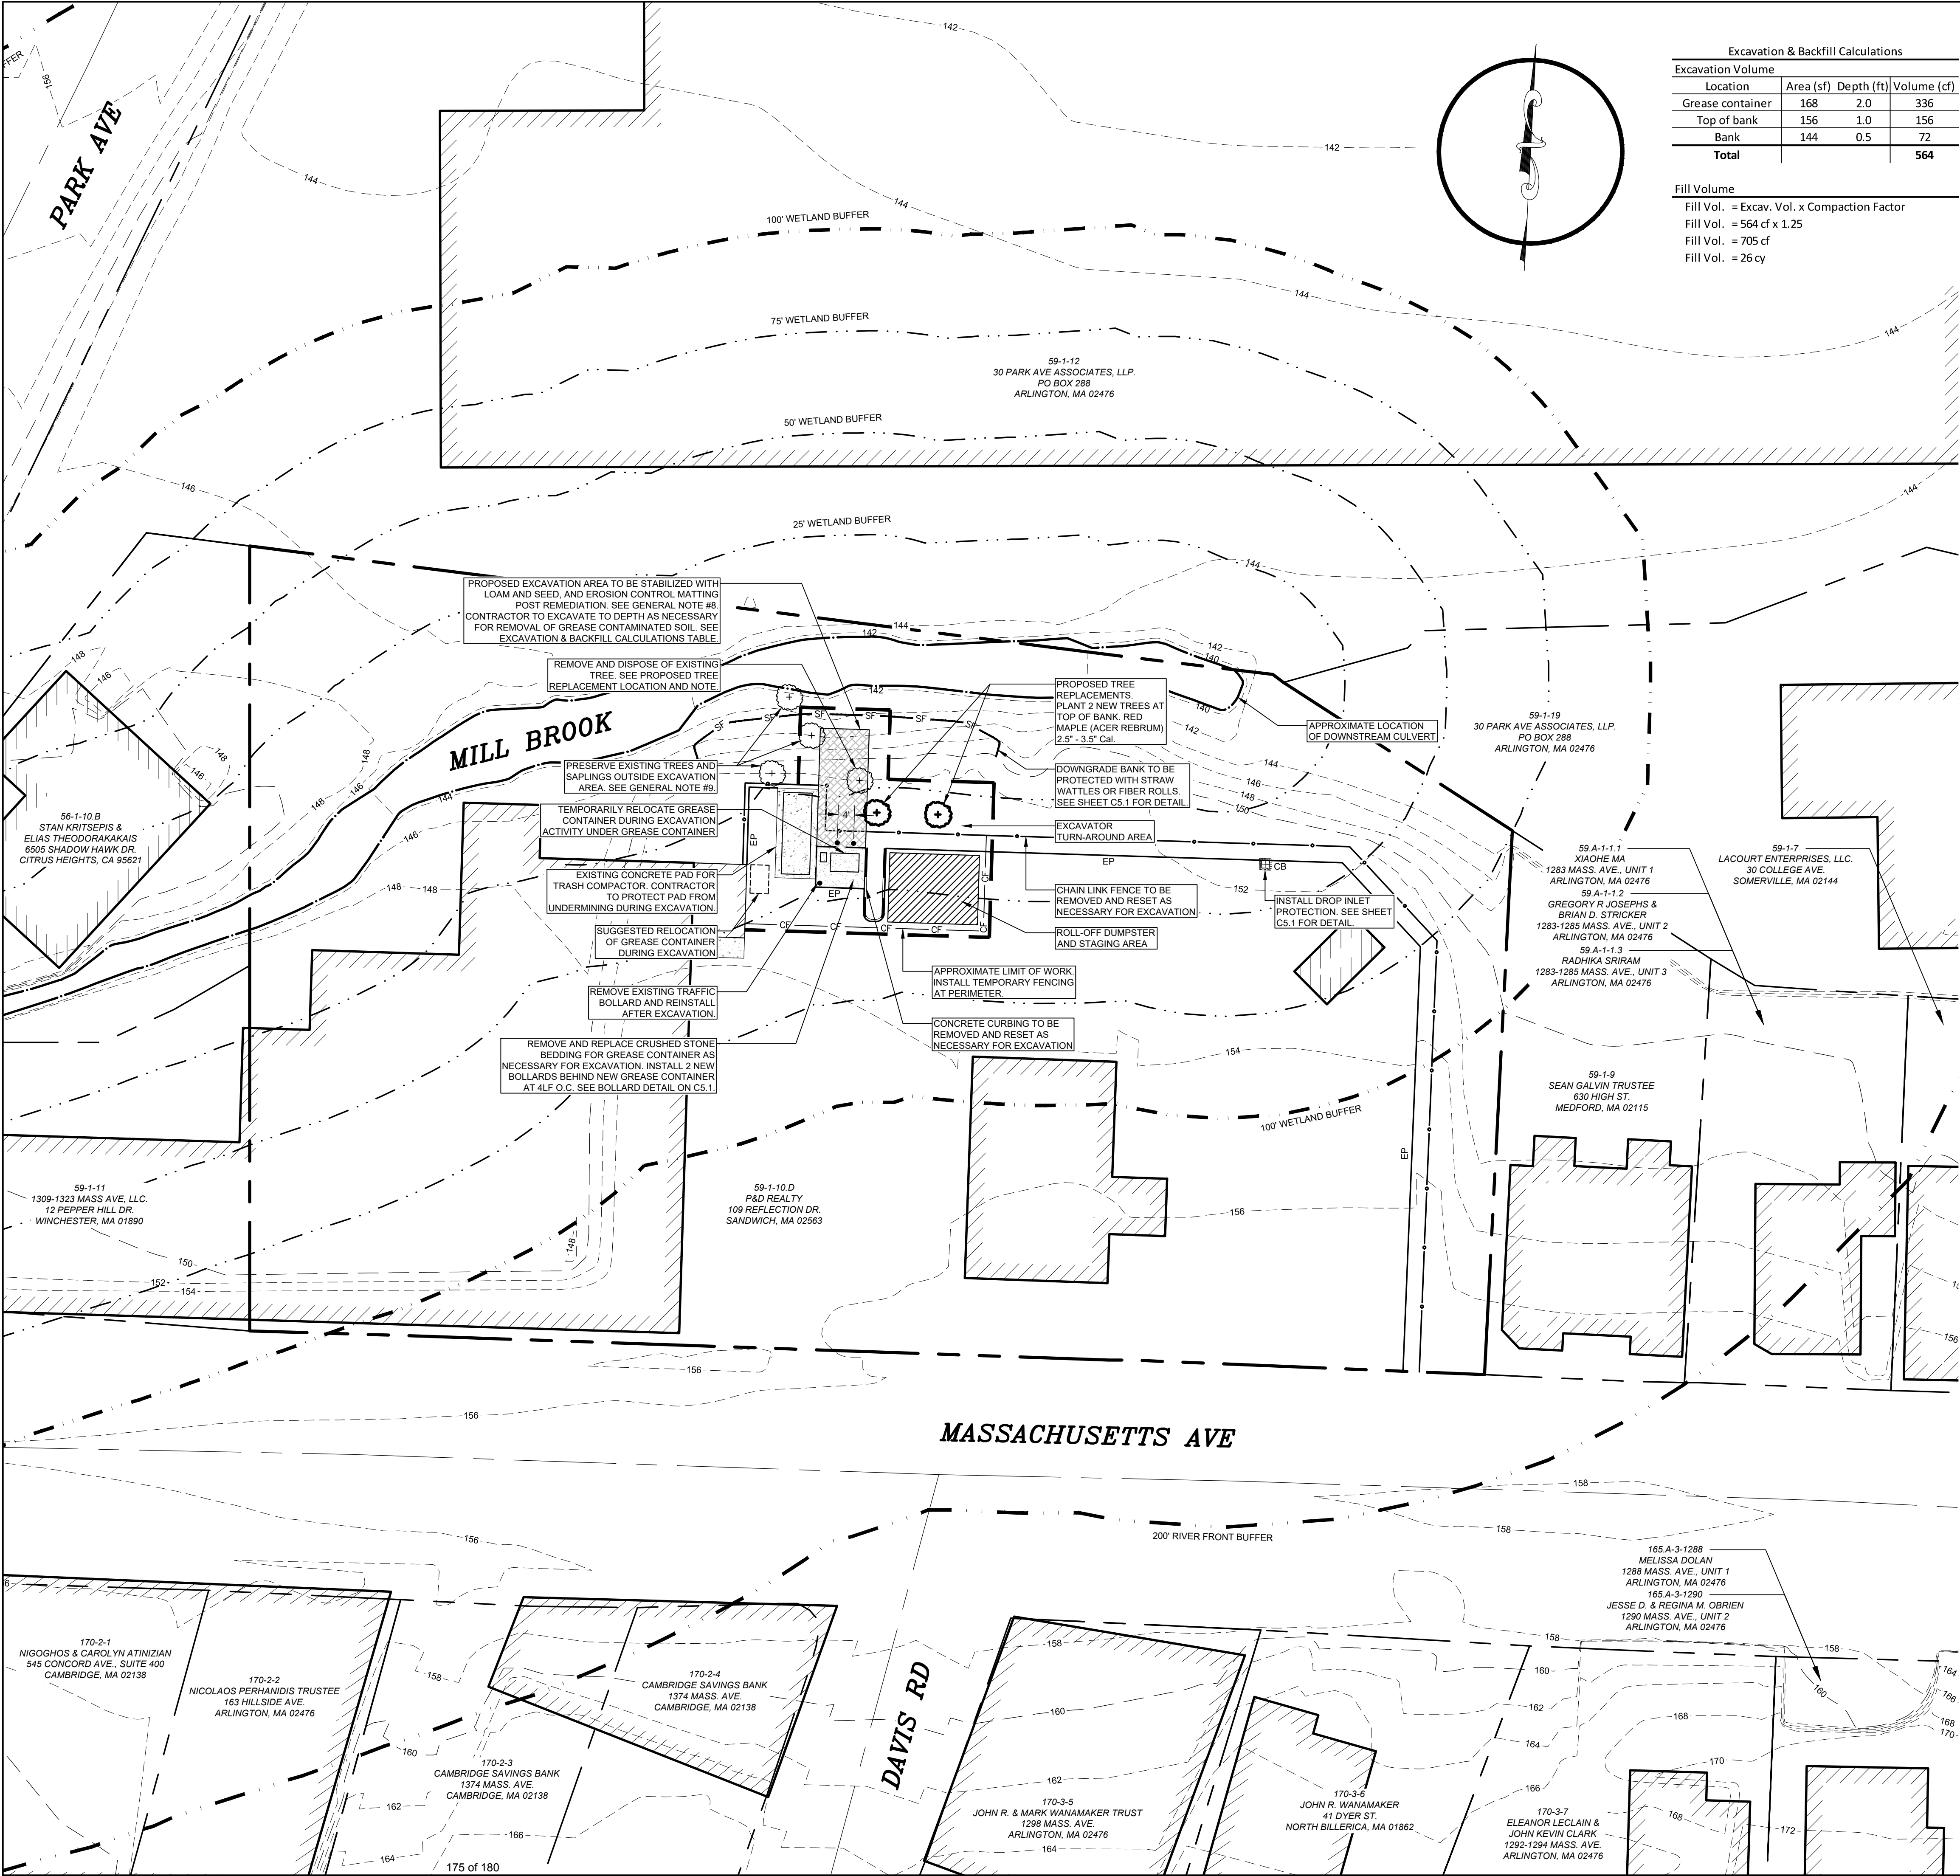 PARK AVE
100' WETLAND BUFFER
75' WETLAND BUFFER
50' WETLAND BUFFER
25' WETLAND BUFFER
Excavation & Backfill Calculations
Excavation Volume
Location Area (sf) Depth (ft) Volume (cf)
Grease container 168 2.0 336
Top of bank 156 1.0 156
Bank 144 0.5 72
Total 564
Fill Volume
Fill Vol. = Excav. Vol. x Compaction Factor
Fill Vol. = 564 cf x 1.25
Fill Vol. = 705 cf
Fill Vol. = 26 cy
59-1-12
30 PARK AVE ASSOCIATES, LLP.
PO BOX 288
ARLINGTON, MA 02476
PROPOSED EXCAVATION AREA TO BE STABILIZED WITH
LOAM AND SEED, AND EROSION CONTROL MATTING
POST REMEDIATION. SEE GENERAL NOTE #8.
CONTRACTOR TO EXCAVATE TO DEPTH AS NECESSARY
FOR REMOVAL OF GREASE CONTAMINATED SOIL. SEE
EXCAVATION & BACKFILL CALCULATIONS TABLE.
REMOVE AND DISPOSE OF EXISTING
TREE. SEE PROPOSED TREE
REPLACEMENT LOCATION AND NOTE.
MILL BROOK
PRESERVE EXISTING TREES AND
SAPLINGS OUTSIDE EXCAVATION
AREA. SEE GENERAL NOTE #9.
TEMPORARILY RELOCATE GREASE
CONTAINER DURING EXCAVATION
ACTIVITY UNDER GREASE CONTAINER
EXISTING CONCRETE PAD FOR
TRASH COMPACTOR. CONTRACTOR
TO PROTECT PAD FROM
UNDERMINING DURING EXCAVATION.
SUGGESTED RELOCATION
OF GREASE CONTAINER
DURING EXCAVATION
REMOVE EXISTING TRAFFIC
BOLLARD AND REINSTALL
AFTER EXCAVATION.
REMOVE AND REPLACE CRUSHED STONE
BEDDING FOR GREASE CONTAINER AS
NECESSARY FOR EXCAVATION. INSTALL 2 NEW
BOLLARDS BEHIND NEW GREASE CONTAINER
AT 4LF O.C. SEE BOLLARD DETAIL ON C5.1.
PROPOSED TREE
REPLACEMENTS.
PLANT 2 NEW TREES AT
TOP OF BANK. RED
MAPLE (ACER REBRUM)
2.5" - 3.5" Cal.
APPROXIMATE LOCATION
OF DOWNSTREAM CULVERT
DOWNGRADE BANK TO BE
PROTECTED WITH STRAW
WATTLES OR FIBER ROLLS.
SEE SHEET C5.1 FOR DETAIL.
EXCAVATOR
TURN-AROUND AREA
CHAIN LINK FENCE TO BE
REMOVED AND RESET AS
NECESSARY FOR EXCAVATION
ROLL-OFF DUMPSTER
AND STAGING AREA
INSTALL DROP INLET
PROTECTION. SEE SHEET
C5.1 FOR DETAIL.
APPROXIMATE LIMIT OF WORK.
INSTALL TEMPORARY FENCING
AT PERIMETER.
CONCRETE CURBING TO BE
REMOVED AND RESET AS
NECESSARY FOR EXCAVATION
SF
SF
SF
SF
SF
CF
CF
CF
CF
CF
CF
EP
EP
EP
EP
CB
4'
56-1-10.B
STAN KRITSEPIS &
ELIAS THEODORAKAKAIS
6505 SHADOW HAWK DR.
CITRUS HEIGHTS, CA 95621
59-1-19
30 PARK AVE ASSOCIATES, LLP.
PO BOX 288
ARLINGTON, MA 02476
59.A-1-1.1
XIAOHE MA
1283 MASS. AVE., UNIT 1
ARLINGTON, MA 02476
59.A-1-1.2
GREGORY R JOSEPHS &
BRIAN D. STRICKER
1283-1285 MASS. AVE., UNIT 2
ARLINGTON, MA 02476
59.A-1-1.3
RADHIKA SRIRAM
1283-1285 MASS. AVE., UNIT 3
ARLINGTON, MA 02476
59-1-7
LACOURT ENTERPRISES, LLC.
30 COLLEGE AVE.
SOMERVILLE, MA 02144
59-1-9
SEAN GALVIN TRUSTEE
630 HIGH ST.
MEDFORD, MA 02115
59-1-11
1309-1323 MASS AVE, LLC.
12 PEPPER HILL DR.
WINCHESTER, MA 01890
59-1-10.D
P&D REALTY
109 REFLECTION DR.
SANDWICH, MA 02563
100' WETLAND BUFFER
MASSACHUSETTS AVE
200' RIVER FRONT BUFFER
165.A-3-1288
MELISSA DOLAN
1288 MASS. AVE., UNIT 1
ARLINGTON, MA 02476
165.A-3-1290
JESSE D. & REGINA M. OBRIEN
1290 MASS. AVE., UNIT 2
ARLINGTON, MA 02476
170-2-1
NIGOGHOS & CAROLYN ATINIZIAN
545 CONCORD AVE., SUITE 400
CAMBRIDGE, MA 02138
170-2-2
NICOLAOS PERHANIDIS TRUSTEE
163 HILLSIDE AVE.
ARLINGTON, MA 02476
170-2-4
CAMBRIDGE SAVINGS BANK
1374 MASS. AVE.
CAMBRIDGE, MA 02138
170-2-3
CAMBRIDGE SAVINGS BANK
1374 MASS. AVE.
CAMBRIDGE, MA 02138
DAVIS RD
170-3-5
JOHN R. & MARK WANAMAKER TRUST
1298 MASS. AVE.
ARLINGTON, MA 02476
170-3-6
JOHN R. WANAMAKER
41 DYER ST.
NORTH BILLERICA, MA 01862
170-3-7
ELEANOR LECLAIN &
JOHN KEVIN CLARK
1292-1294 MASS. AVE.
ARLINGTON, MA 02476
175 of 180